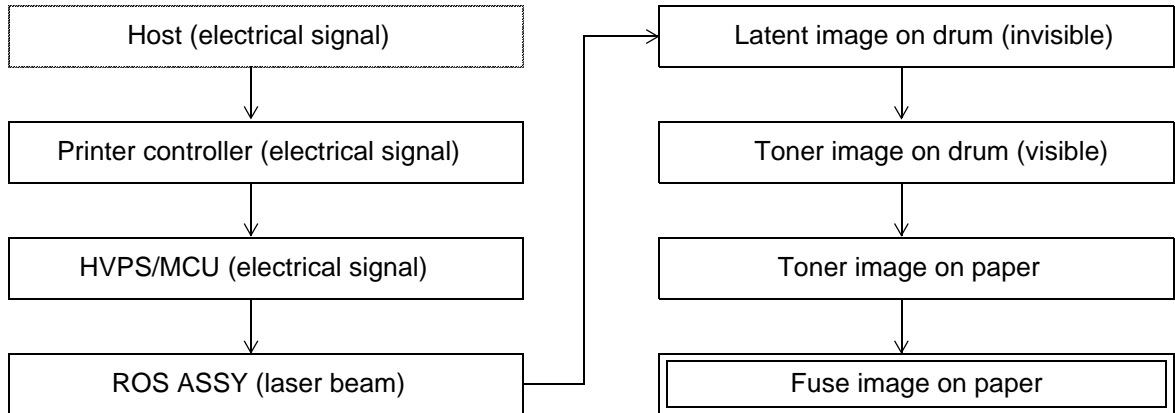 Host (electrical signal)
Printer controller (electrical signal)
HVPS/MCU (electrical signal)
ROS ASSY (laser beam)
Latent image on drum (invisible)
Toner image on drum (visible)
Toner image on paper
Fuse image on paper